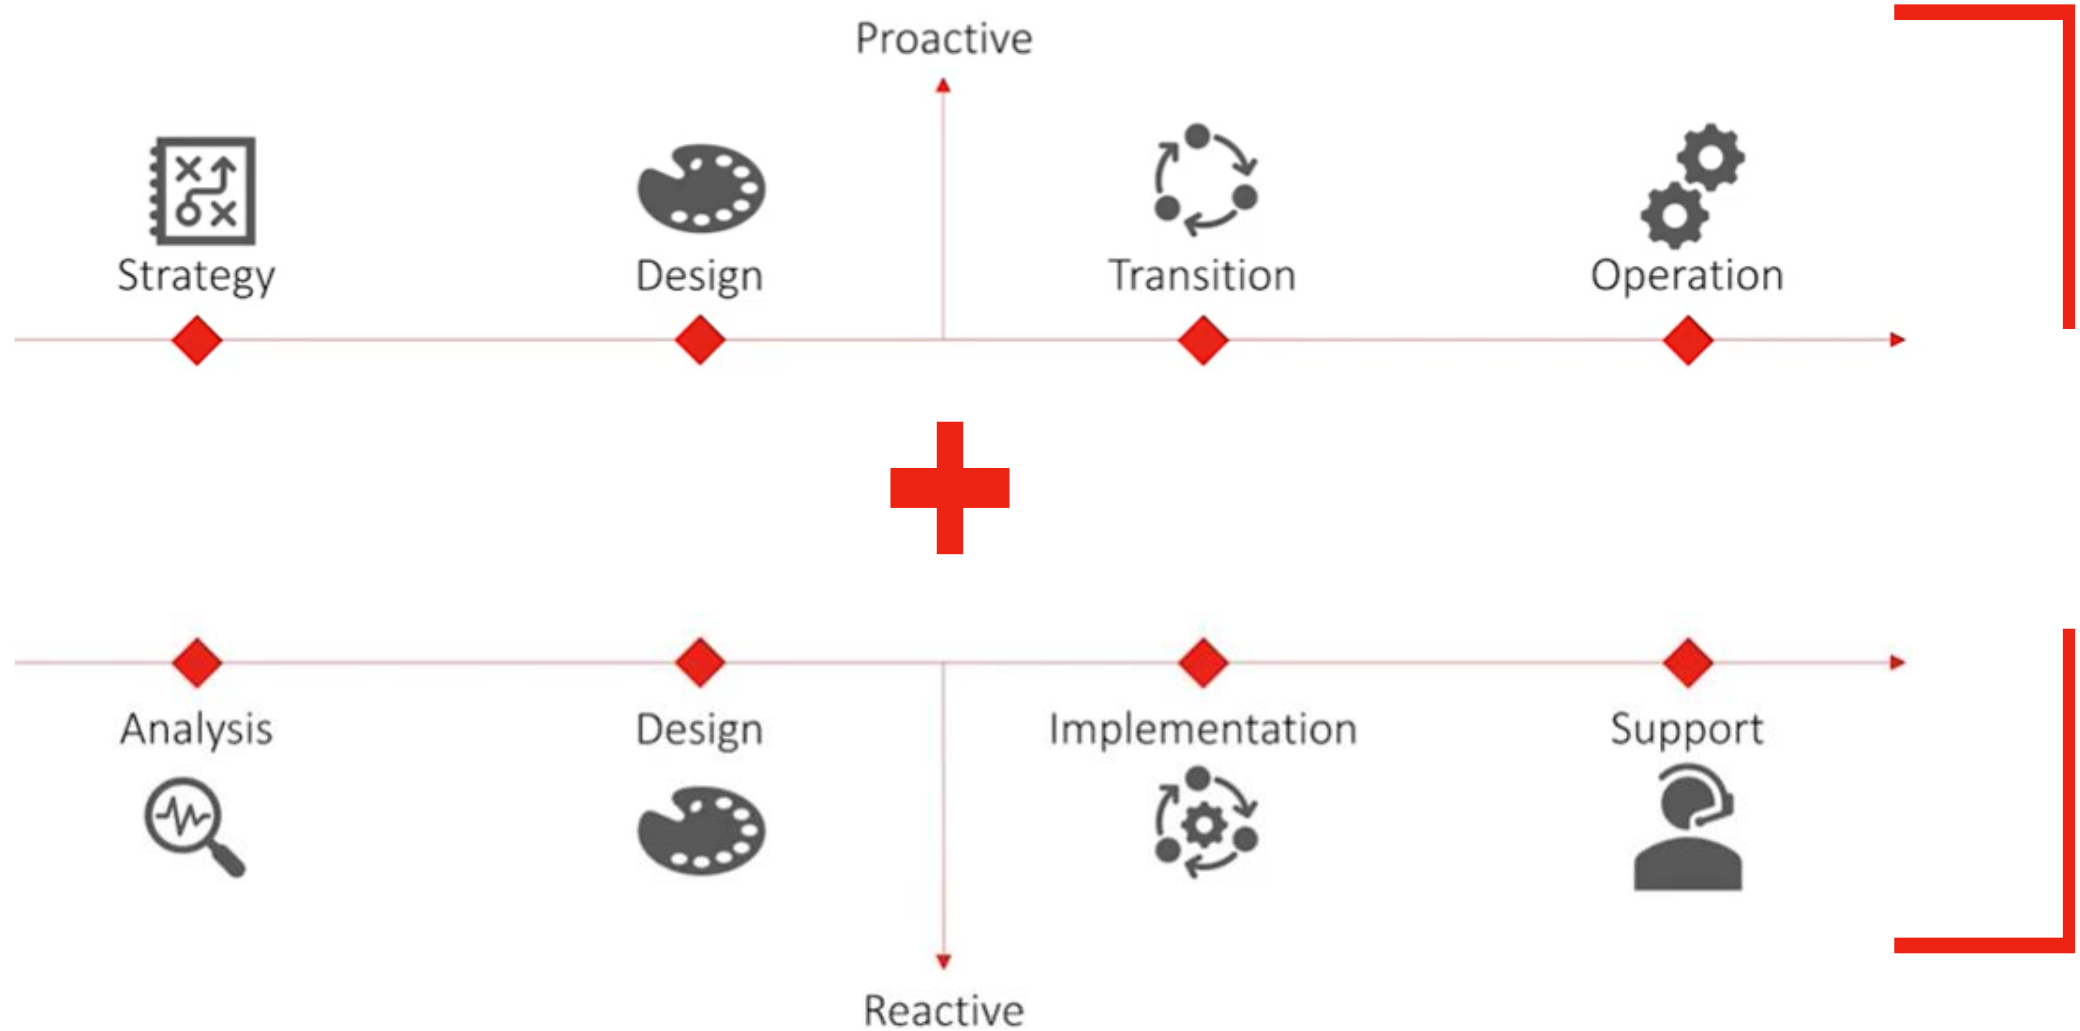 Proactive
Strategy
Design
Transition
Operation
Analysis
Design
Implementation
Support
Reactive